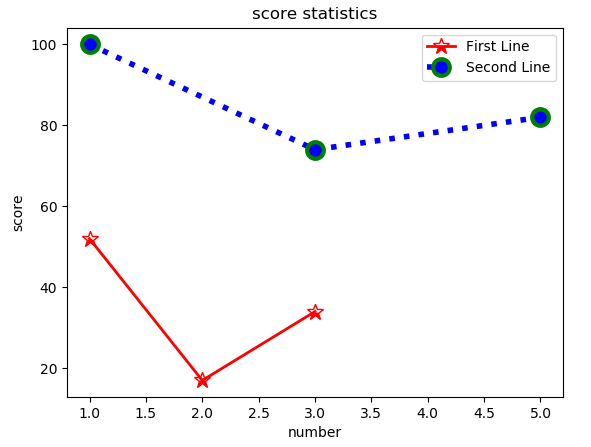 score statistics
First Line
Second Line
score
100
80
60
40
20
1.0 1.5 2.0 2.5 3.0 3.5 4.0 4.5 5.0
number